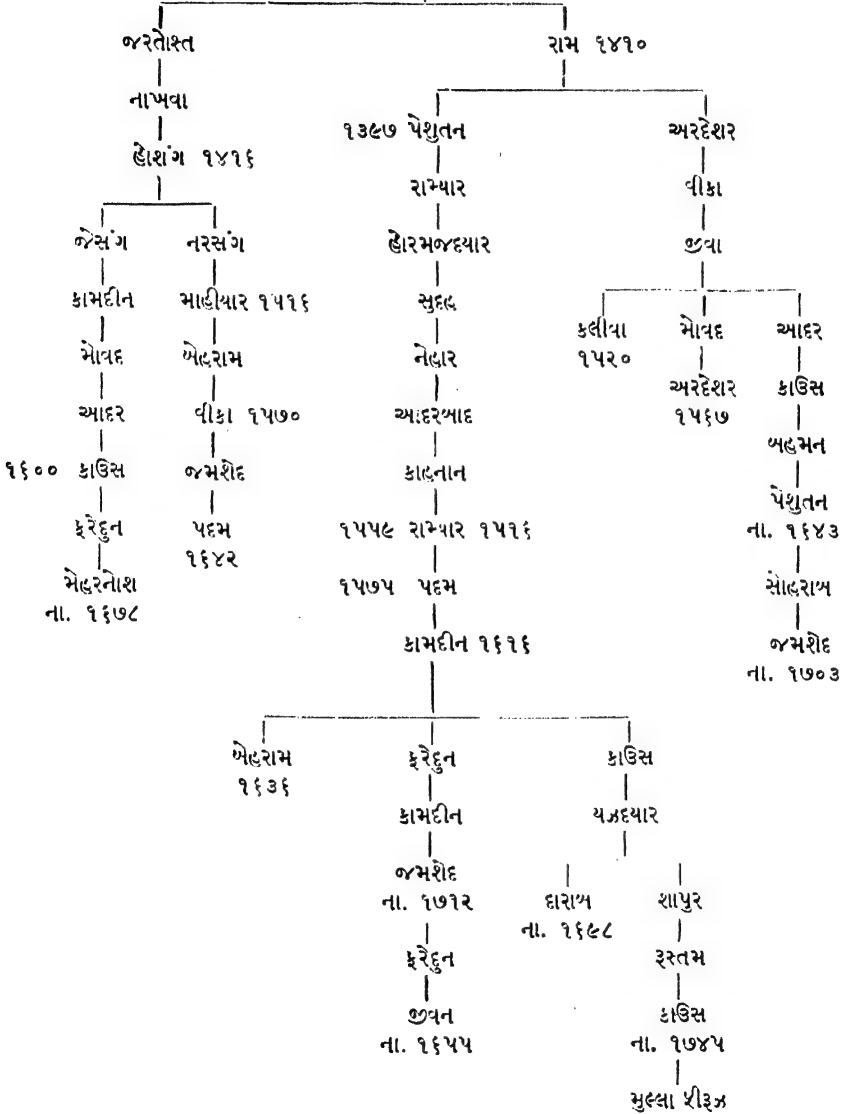 જરતોસ્ત રામ ૧૪૧૦
નાખવા
૧૩૯૭ પેશુતન અરદેશર
હોશંગ ૧૪૧૬
રામ્યાર વીકા
જેસંગ નરસંગ હોરમજદયાર જીવા
કામદીન માહીયાર ૧૫૧૬ સુદહ
કલીવા મોવદ આદર
૧૫૨૦
મોવદ બેહરામ નેહાર
અરદેશર કાઉસ
૧૫૬૭
આદર વીકા ૧૫૭૦ આદરબાદ
બહમન
૧૬૦૦ કાઉસ જમશેદ કાહનાન
પેશુતન
ના. ૧૬૪૩
ફરેદુન પદમ ૧૫૫૯ રામ્યાર ૧૫૧૬
૧૬૪૨
મેહરનોશ ૧૫૭૫ પદમ સોહરાબ
ના. ૧૬૭૮
કામદીન ૧૬૧૬ જમશેદ
ના. ૧૭૦૩
બેહરામ ફરેદુન કાઉસ
૧૬૩૬
કામદીન યઝદયાર
જમશેદ
ના. ૧૭૧૨
દારાબ શાપુર
ના. ૧૬૯૮
ફરેદુન રૂસ્તમ
જીવન કાઉસ
ના. ૧૬૫૫ ના. ૧૭૪૫
મુલ્લા ફીરૂઝ